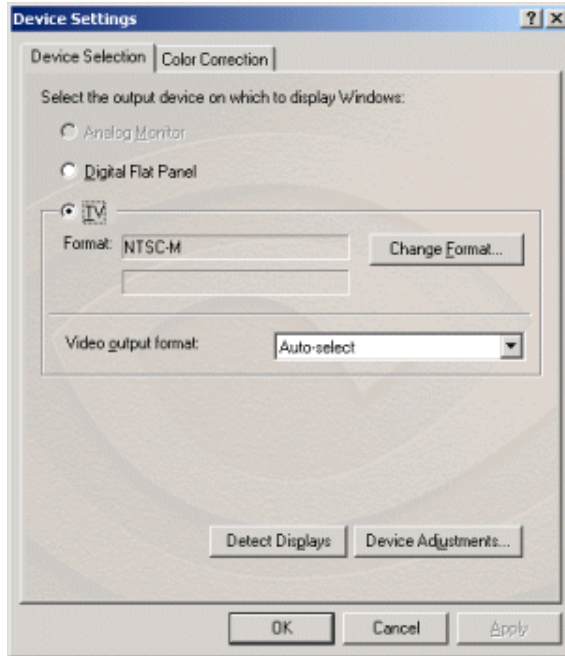 Device Settings
Device Selection Color Correction
Select the output device on which to display Windows:
Analog Monitor
Digital Flat Panel
TV
Format: NTSC-M Change Format...
Video output format: Auto-select
Detect Displays Device Adjustments...
OK Cancel Apply